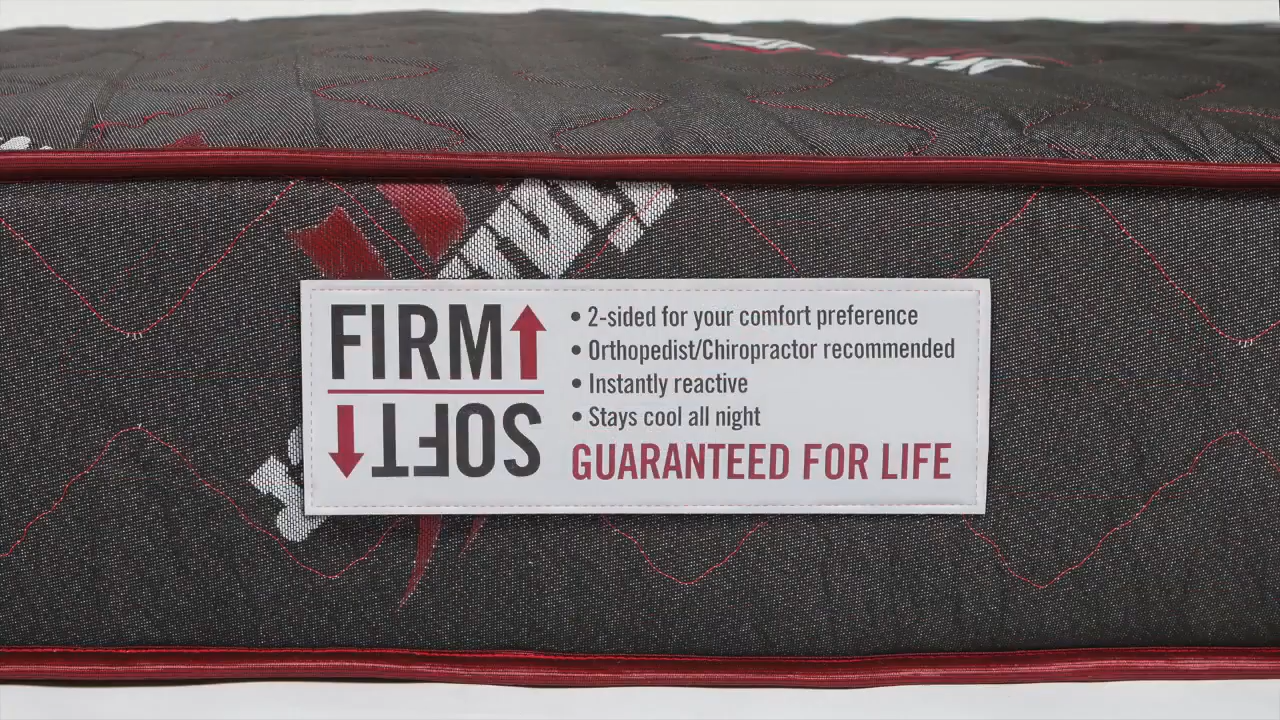 FIRM
SOFT
• 2-sided for your comfort preference
• Orthopedist/Chiropractor recommended
• Instantly reactive
• Stays cool all night
GUARANTEED FOR LIFE